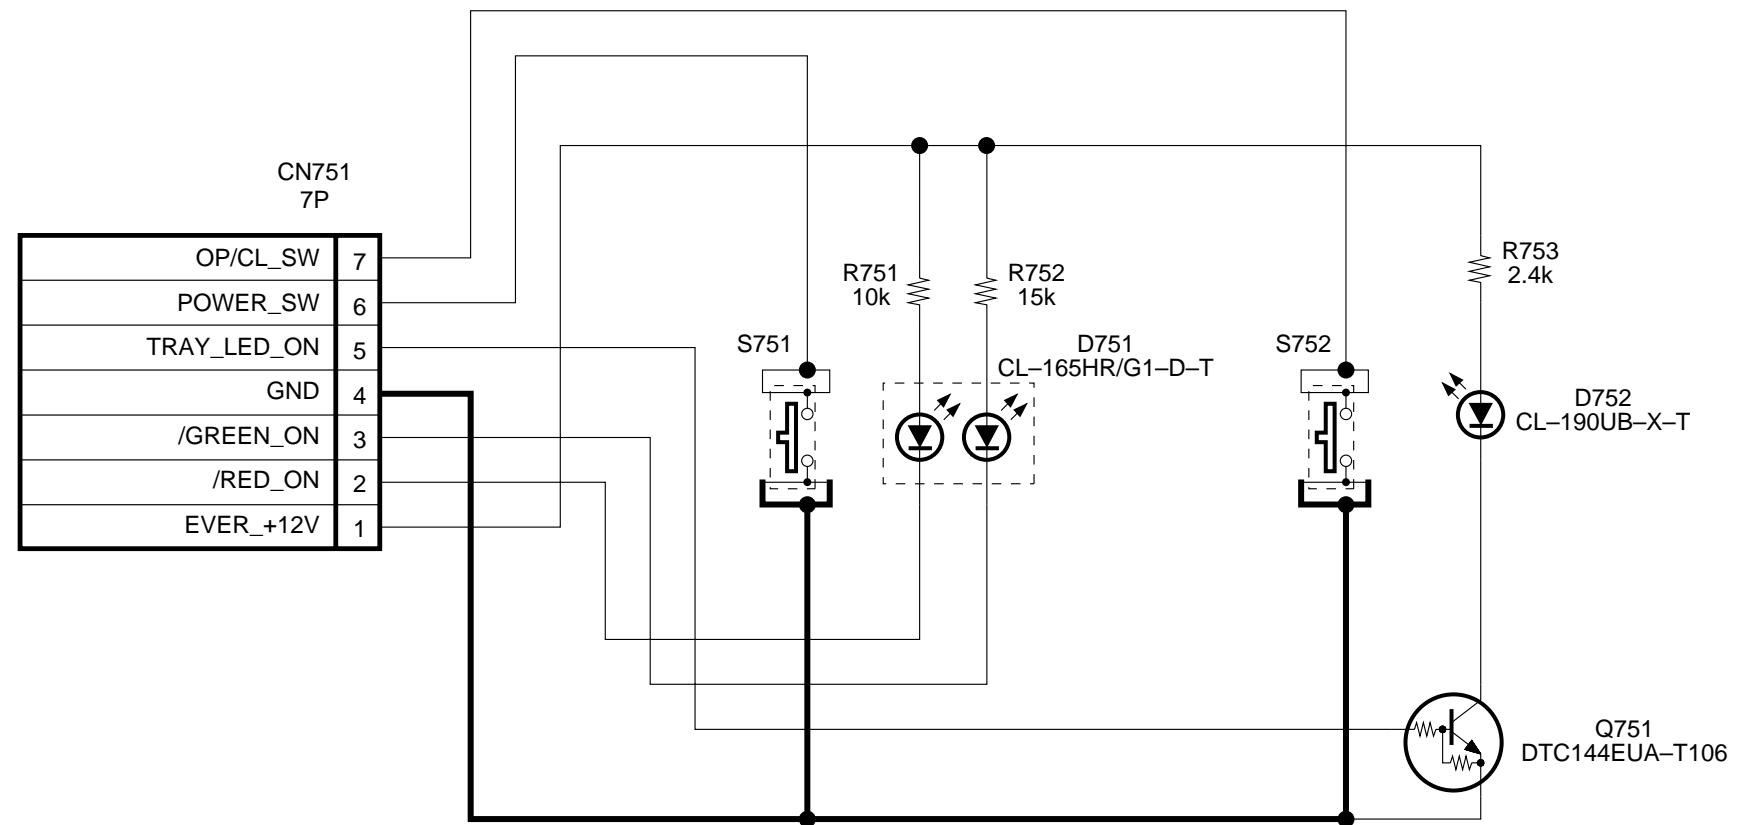 CN751
7P
OP/CL_SW 7
POWER_SW 6
TRAY_LED_ON 5
GND 4
/GREEN_ON 3
/RED_ON 2
EVER_+12V 1
S751
R751
10k
R752
15k
D751
CL–165HR/G1–D–T
S752
R753
2.4k
D752
CL–190UB–X–T
Q751
DTC144EUA–T106